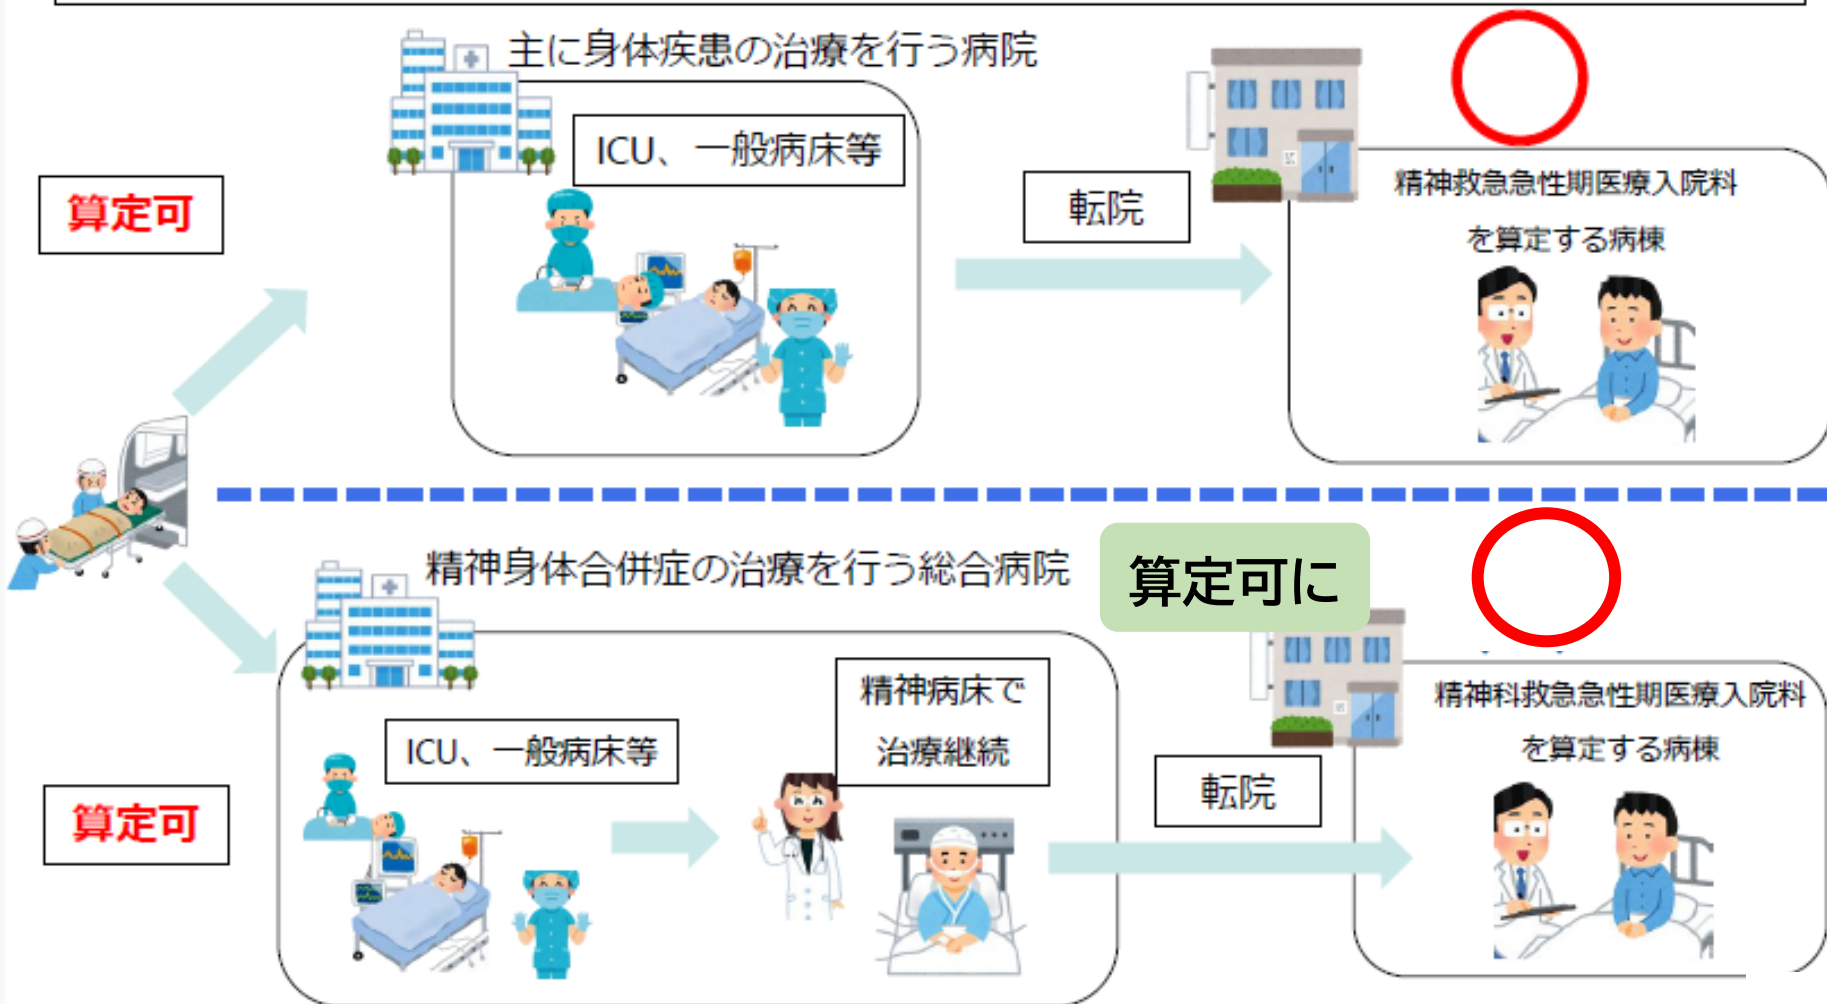 主に身体疾患の治療を行う病院
ICU、一般病床等
算定可
転院
精神救急急性期医療入院料
を算定する病棟
精神身体合併症の治療を行う総合病院
算定可に
精神病床で
治療継続
ICU、一般病床等
算定可
転院
精神科救急急性期医療入院料
を算定する病棟